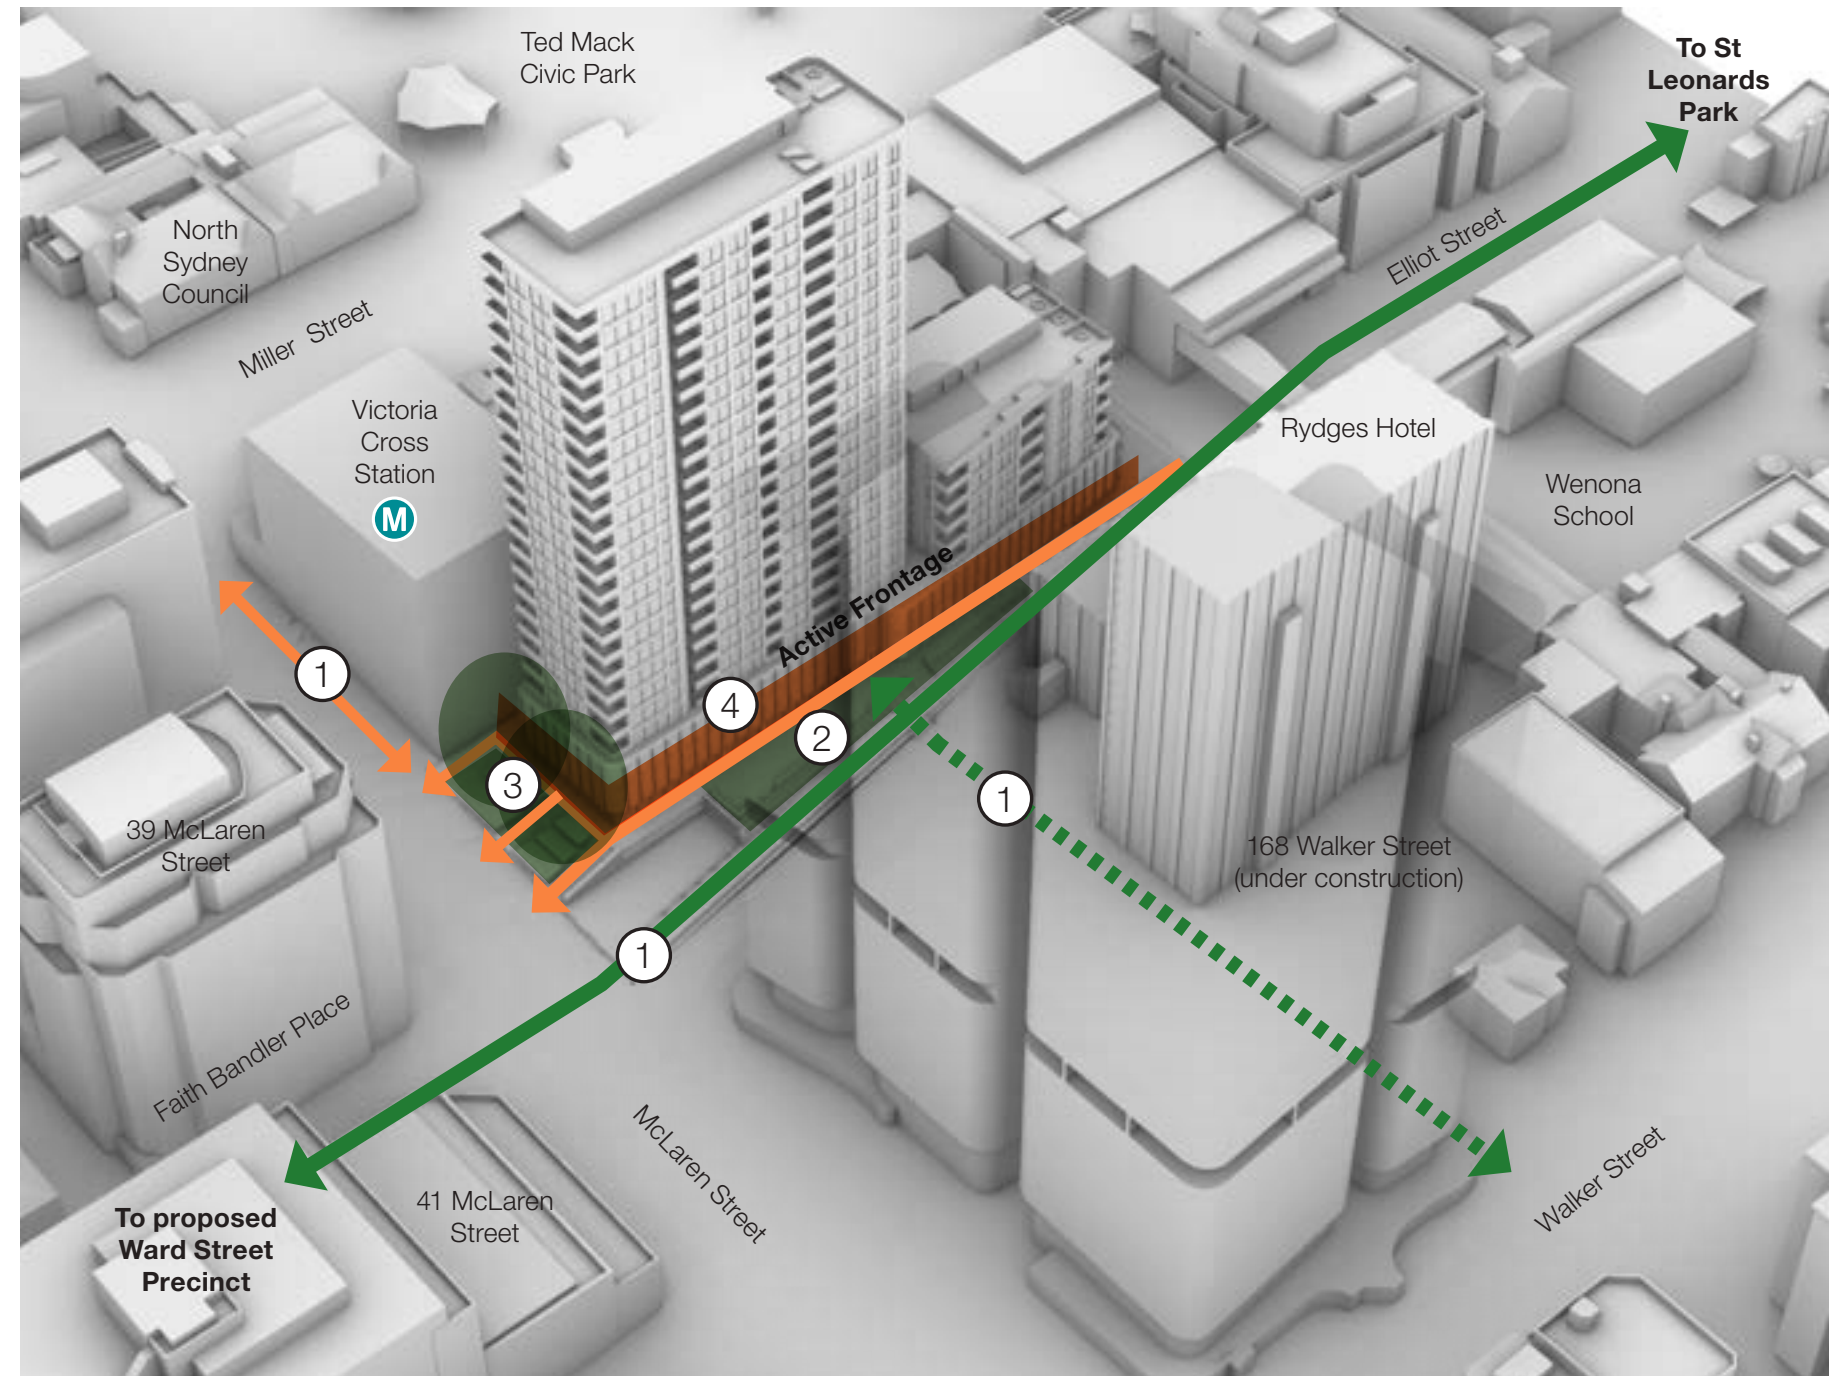 Ted Mack
Civic Park
To St
Leonards
Park
North
Sydney
Council
Elliot Street
Miller Street
Victoria
Cross
Station
M
Rydges Hotel
Wenona
School
Active Frontage
1
4
2
3
1
39 McLaren
Street
168 Walker Street
(under construction)
1
Faith Bandler Place
McLaren Street
Walker Street
41 McLaren
Street
To proposed
Ward Street
Precinct